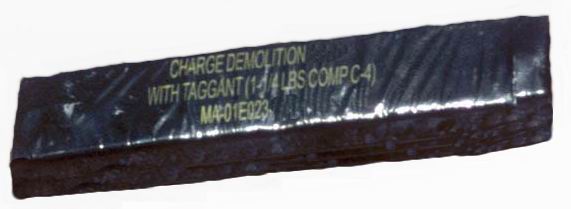 CHARGE DEMOLITION
WITH TAGGANT (1-1/4 LBS COMP C-4)
MA-01E023-